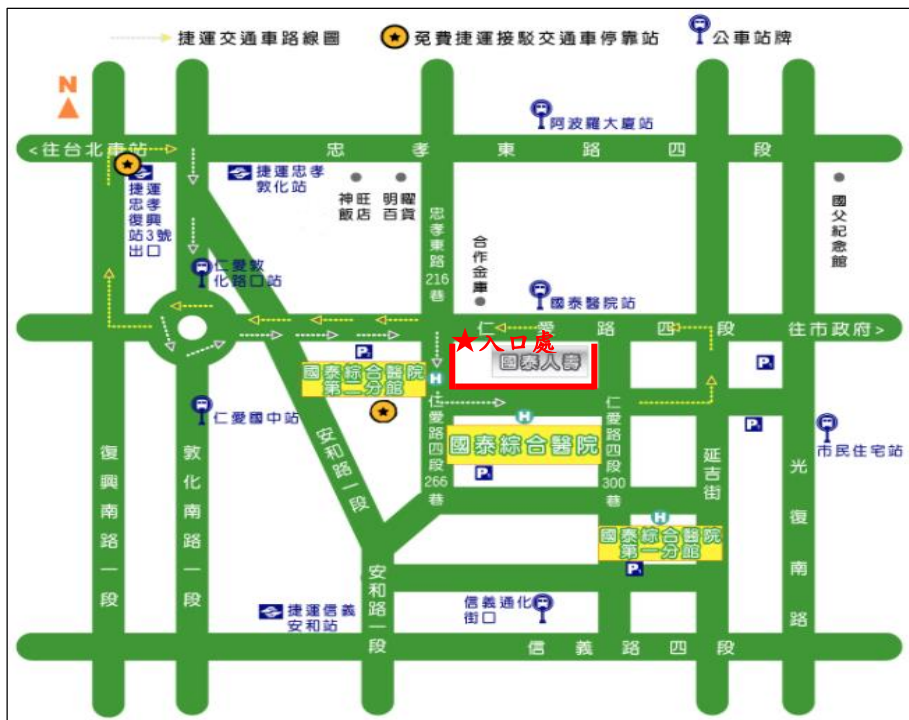 捷運交通車路線圖
免費捷運接駁交通車停靠站
公車站牌
N
阿波羅大廈站
<往台北車站
忠孝東路四段
捷運
忠孝
復興
站3號
出口
捷運忠孝
敦化站
神旺
飯店
明曜
百貨
忠孝東路216巷
合作金庫
國父紀念館
仁愛敦
化路口站
國泰醫院站
仁愛路四段
往市政府>
★入口處
國泰人壽
P
國泰綜合醫院
第二分館
H
P
仁愛國中站
仁愛路四段266巷
H
國泰綜合醫院
P
仁愛路四段300巷
P
市民住宅站
復興南路一段
敦化南路一段
安和路一段
延吉街
光復南路
H
國泰綜合醫院
第一分館
P
安和路一段
捷運信義
安和站
信義通化
街口
信義路四段